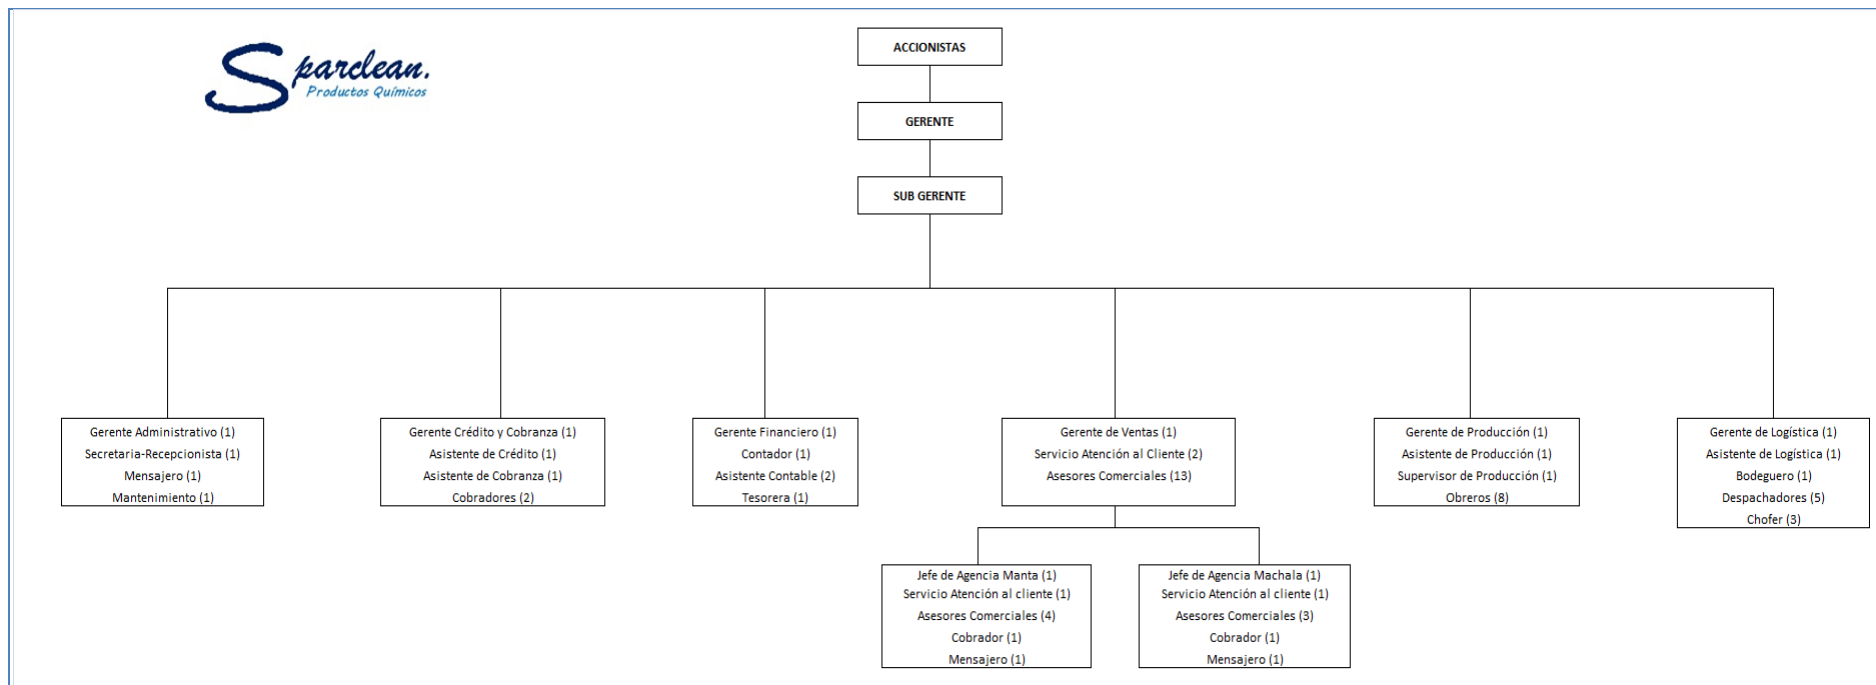 Sparclean.
Productos Químicos
ACCIONISTAS
GERENTE
SUB GERENTE
Gerente Administrativo (1)
Secretaria-Recepcionista (1)
Mensajero (1)
Mantenimiento (1)
Gerente Crédito y Cobranza (1)
Asistente de Crédito (1)
Asistente de Cobranza (1)
Cobradores (2)
Gerente Financiero (1)
Contador (1)
Asistente Contable (2)
Tesorera (1)
Gerente de Ventas (1)
Servicio Atención al Cliente (2)
Asesores Comerciales (13)
Gerente de Producción (1)
Asistente de Producción (1)
Supervisor de Producción (1)
Obreros (8)
Gerente de Logística (1)
Asistente de Logística (1)
Bodeguero (1)
Despachadores (5)
Chofer (3)
Jefe de Agencia Manta (1)
Servicio Atención al cliente (1)
Asesores Comerciales (4)
Cobrador (1)
Mensajero (1)
Jefe de Agencia Machala (1)
Servicio Atención al cliente (1)
Asesores Comerciales (3)
Cobrador (1)
Mensajero (1)